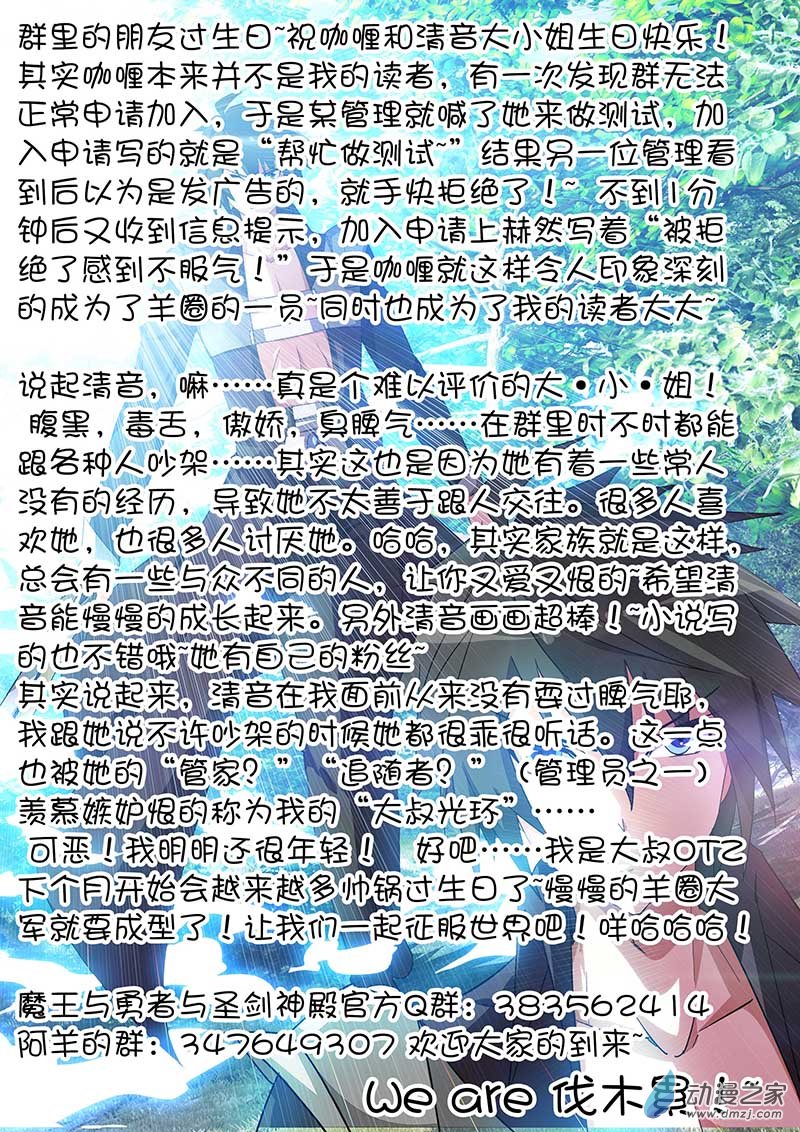 群里的朋友过生日~祝咖喱和清音大小姐生日快乐！
其实咖喱本来并不是我的读者，有一次发现群无法
正常申请加入，于是某管理就喊了她来做测试，加
入申请写的就是“帮忙做测试~”结果另一位管理看
到后以为是发广告的，就手快拒绝了！~ 不到1分
钟后又收到信息提示，加入申请上赫然写着“被拒
绝了感到不服气！”于是咖喱就这样令人印象深刻
的成为了羊圈的一员~同时也成为了我的读者大大~
说起清音，嘛……真是个难以评价的大·小·姐！
腹黑，毒舌，傲娇，臭脾气……在群里时不时都能
跟各种人吵架……其实这也是因为她有着一些常人
没有的经历，导致她不太善于跟人交往。很多人喜
欢她，也很多人讨厌她。哈哈，其实家族就是这样，
总会有一些与众不同的人，让你又爱又恨的~希望清
音能慢慢的成长起来。另外清音画画超棒！~小说写
的也不错哦~她有自己的粉丝~
其实说起来，清音在我面前从来没有耍过脾气耶，
我跟她说不许吵架的时候她都很乖很听话。这一点
也被她的“管家？”“追随者？”（管理员之一）
羡慕嫉妒恨的称为我的“大叔光环”……
可恶！我明明还很年轻！ 好吧……我是大叔OTZ
下个月开始会越来越多帅锅过生日了~慢慢的羊圈大
军就要成型了！让我们一起征服世界吧！咩哈哈哈！
魔王与勇者与圣剑神殿官方Q群：383562414
阿羊的群：347649307 欢迎大家的到来~
We are 伐木累！~
动漫之家
www.dmzj.com